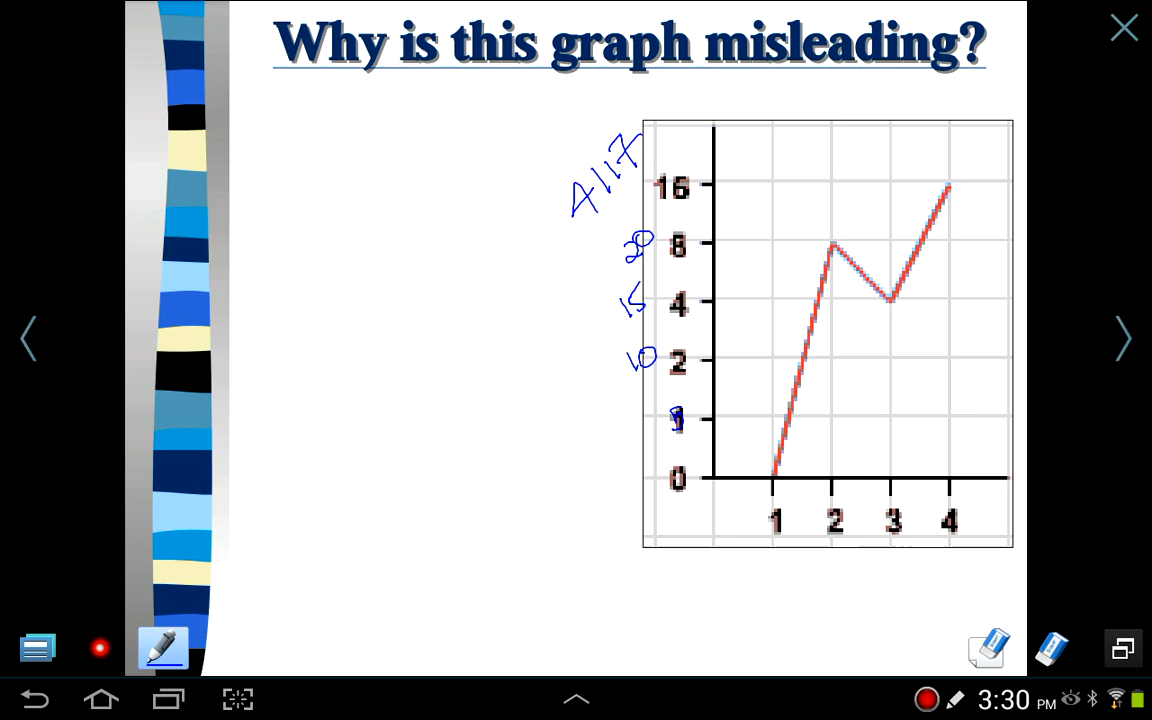 Why is this graph misleading?
16
20 8
15 4
10 2
1
0
1 2 3 4
3:30 PM